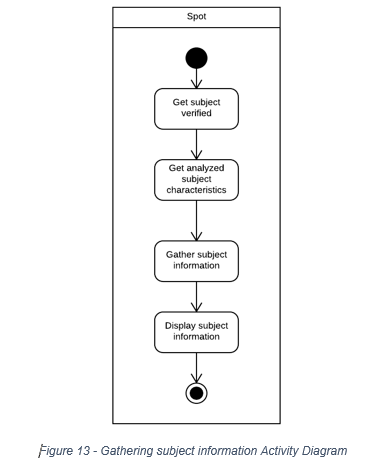 Spot
Get subject
verified
Get analyzed
subject
characteristics
Gather subject
information
Display subject
information
Figure 13 - Gathering subject information Activity Diagram